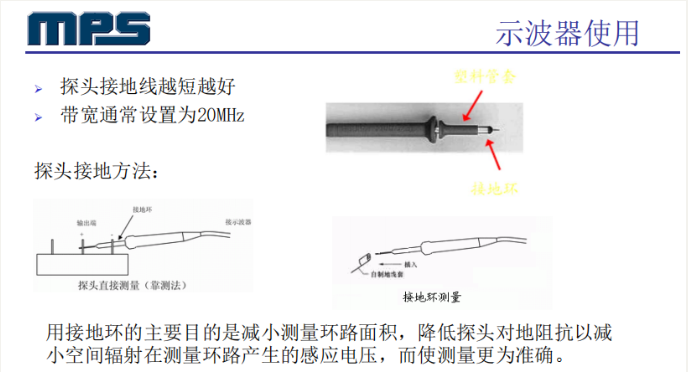 MPS
示波器使用
探头接地线越短越好
带宽通常设置为20MHz
塑料管套
接地环
探头接地方法：
接地环
输出端
接示波器
+ -
探头直接测量（靠测法）
插入
自制地线套
接地环测量
用接地环的主要目的是减小测量环路面积，降低探头对地阻抗以减
小空间辐射在测量环路产生的感应电压，而使测量更为准确。